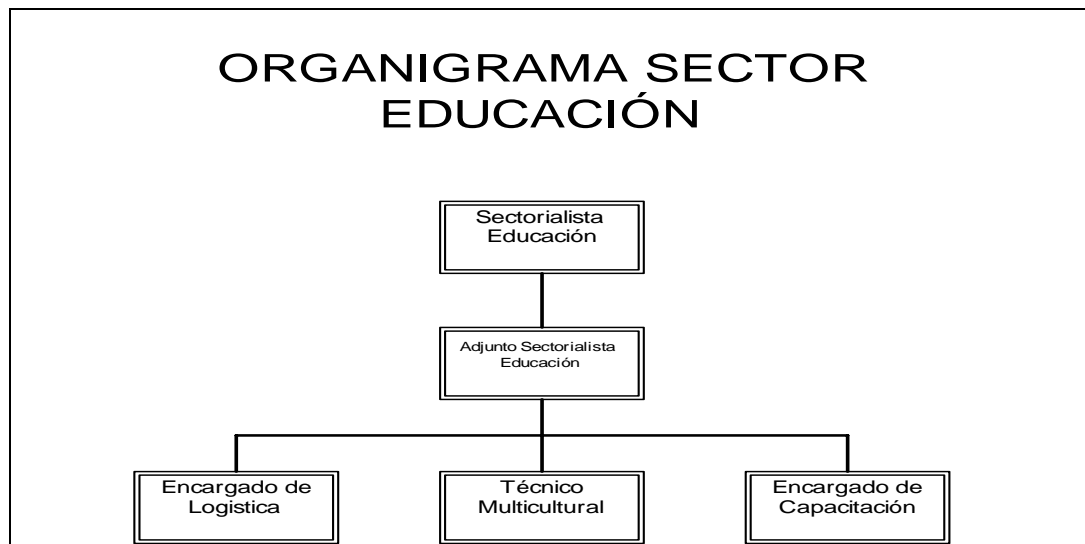 ORGANIGRAMA SECTOR
EDUCACIÓN
Sectorialista
Educación
Adjunto Sectorialista
Educación
Encargado de
Logistica
Técnico
Multicultural
Encargado de
Capacitación